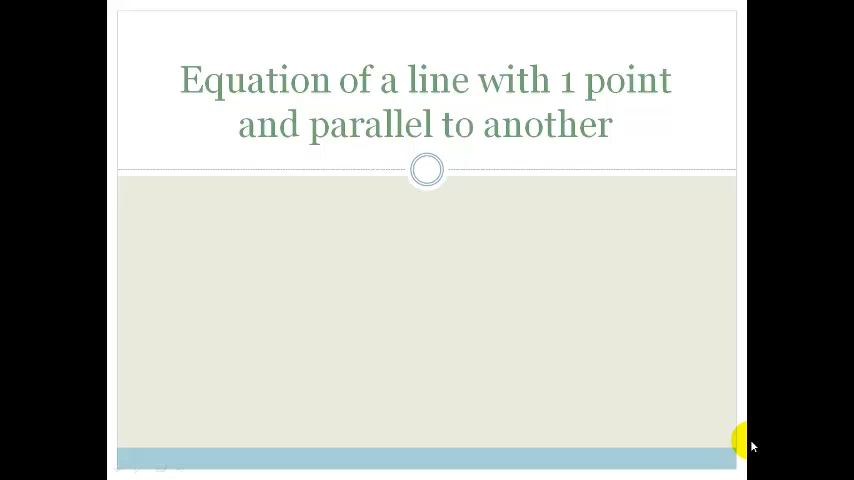 Equation of a line with 1 point
and parallel to another